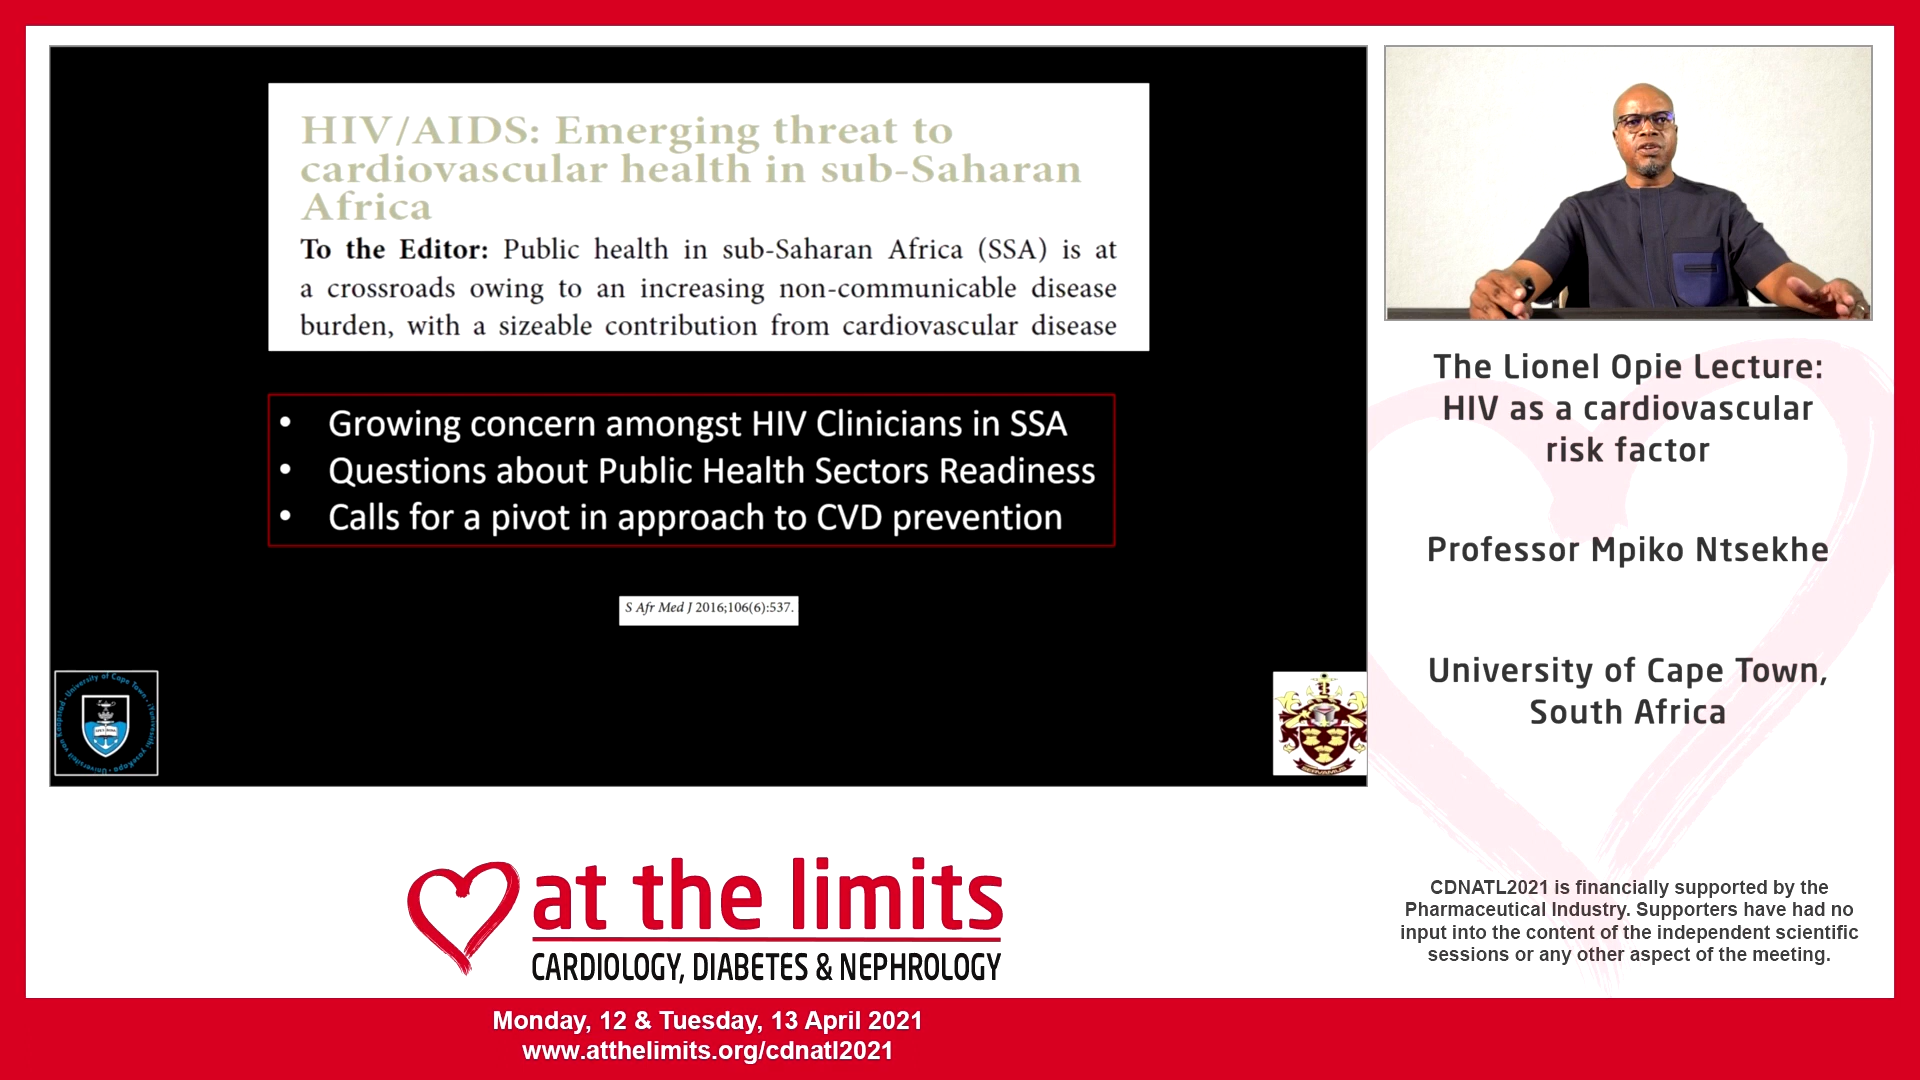 HIV/AIDS: Emerging threat to
cardiovascular health in sub-Saharan
Africa
To the Editor: Public health in sub-Saharan Africa (SSA) is at
a crossroads owing to an increasing non-communicable disease
burden, with a sizeable contribution from cardiovascular disease
• Growing concern amongst HIV Clinicians in SSA
• Questions about Public Health Sectors Readiness
• Calls for a pivot in approach to CVD prevention
S Afr Med J 2016;106(6):537.
University of Cape Town
The Lionel Opie Lecture:
HIV as a cardiovascular
risk factor
Professor Mpiko Ntsekhe
University of Cape Town,
South Africa
CDNATL2021 is financially supported by the
Pharmaceutical Industry. Supporters have had no
input into the content of the independent scientific
sessions or any other aspect of the meeting.
at the limits
CARDIOLOGY, DIABETES & NEPHROLOGY
Monday, 12 & Tuesday, 13 April 2021
www.atthelimits.org/cdnatl2021